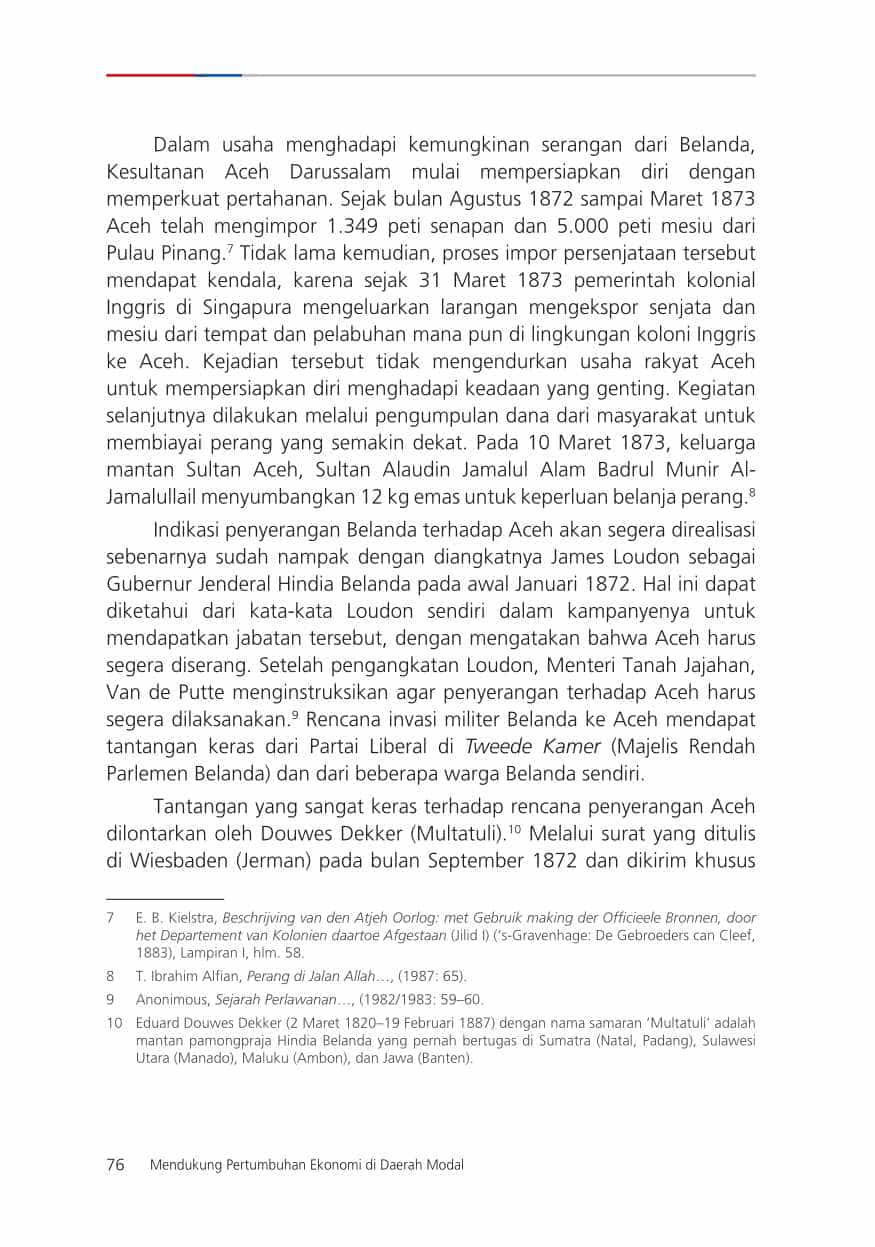 Dalam usaha menghadapi kemungkinan serangan dari Belanda,
Kesultanan Aceh Darussalam mulai mempersiapkan diri dengan
memperkuat pertahanan. Sejak bulan Agustus 1872 sampai Maret 1873
Aceh telah mengimpor 1.349 peti senapan dan 5.000 peti mesiu dari
Pulau Pinang.7 Tidak lama kemudian, proses impor persenjataan tersebut
mendapat kendala, karena sejak 31 Maret 1873 pemerintah kolonial
Inggris di Singapura mengeluarkan larangan mengekspor senjata dan
mesiu dari tempat dan pelabuhan mana pun di lingkungan koloni Inggris
ke Aceh. Kejadian tersebut tidak mengendurkan usaha rakyat Aceh
untuk mempersiapkan diri menghadapi keadaan yang genting. Kegiatan
selanjutnya dilakukan melalui pengumpulan dana dari masyarakat untuk
membiayai perang yang semakin dekat. Pada 10 Maret 1873, keluarga
mantan Sultan Aceh, Sultan Alaudin Jamalul Alam Badrul Munir Al-
Jamalullail menyumbangkan 12 kg emas untuk keperluan belanja perang.8
Indikasi penyerangan Belanda terhadap Aceh akan segera direalisasi
sebenarnya sudah nampak dengan diangkatnya James Loudon sebagai
Gubernur Jenderal Hindia Belanda pada awal Januari 1872. Hal ini dapat
diketahui dari kata-kata Loudon sendiri dalam kampanyenya untuk
mendapatkan jabatan tersebut, dengan mengatakan bahwa Aceh harus
segera diserang. Setelah pengangkatan Loudon, Menteri Tanah Jajahan,
Van de Putte menginstruksikan agar penyerangan terhadap Aceh harus
segera dilaksanakan.9 Rencana invasi militer Belanda ke Aceh mendapat
tantangan keras dari Partai Liberal di Tweede Kamer (Majelis Rendah
Parlemen Belanda) dan dari beberapa warga Belanda sendiri.
Tantangan yang sangat keras terhadap rencana penyerangan Aceh
dilontarkan oleh Douwes Dekker (Multatuli).10 Melalui surat yang ditulis
di Wiesbaden (Jerman) pada bulan September 1872 dan dikirim khusus
7 E. B. Kielstra, Beschrijving van den Atjeh Oorlog: met Gebruik making der Officieele Bronnen, door
het Departement van Kolonien daartoe Afgestaan (Jilid I) ('s-Gravenhage: De Gebroeders can Cleef,
1883), Lampiran I, hlm. 58.
8 T. Ibrahim Alfian, Perang di Jalan Allah…, (1987: 65).
9 Anonimous, Sejarah Perlawanan…, (1982/1983: 59–60.
10 Eduard Douwes Dekker (2 Maret 1820–19 Februari 1887) dengan nama samaran 'Multatuli' adalah
mantan pamongpraja Hindia Belanda yang pernah bertugas di Sumatra (Natal, Padang), Sulawesi
Utara (Manado), Maluku (Ambon), dan Jawa (Banten).
76 Mendukung Pertumbuhan Ekonomi di Daerah Modal